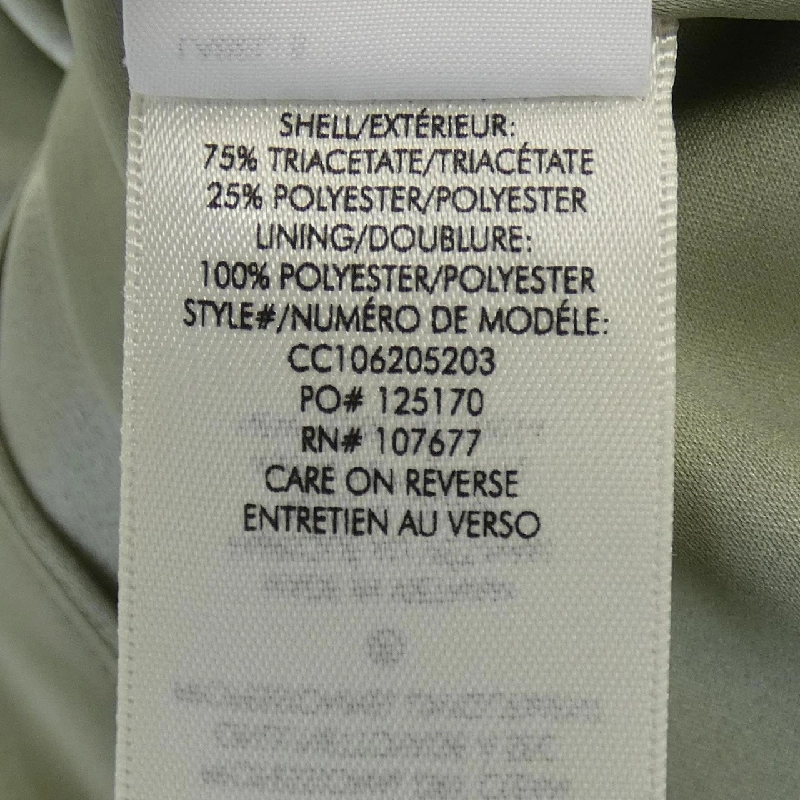 SHELL/EXTÉRIEUR:
75% TRIACETATE/TRIACÉTATE
25% POLYESTER/POLYESTER
LINING/DOUBLURE:
100% POLYESTER/POLYESTER
STYLE#/NUMÉRO DE MODÉLE:
CC106205203
PO# 125170
RN# 107677
CARE ON REVERSE
ENTRETIEN AU VERSO